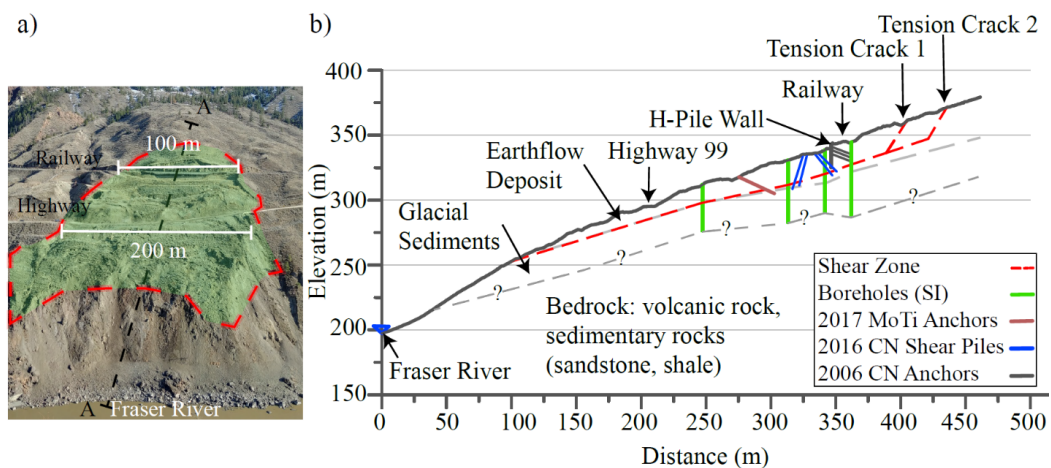 a)
A
100 m
Railway
Highway
200 m
A
Fraser River
b)
Tension Crack 2
Tension Crack 1
Railway
H-Pile Wall
Highway 99
Earthflow
Deposit
Glacial
Sediments
?
?
?
?
?
Bedrock: volcanic rock,
sedimentary rocks
(sandstone, shale)
Fraser River
Shear Zone
Boreholes (SI)
2017 MoTi Anchors
2016 CN Shear Piles
2006 CN Anchors
Elevation (m)
400
350
300
250
200
150
0 50 100 150 200 250 300 350 400 450 500
Distance (m)